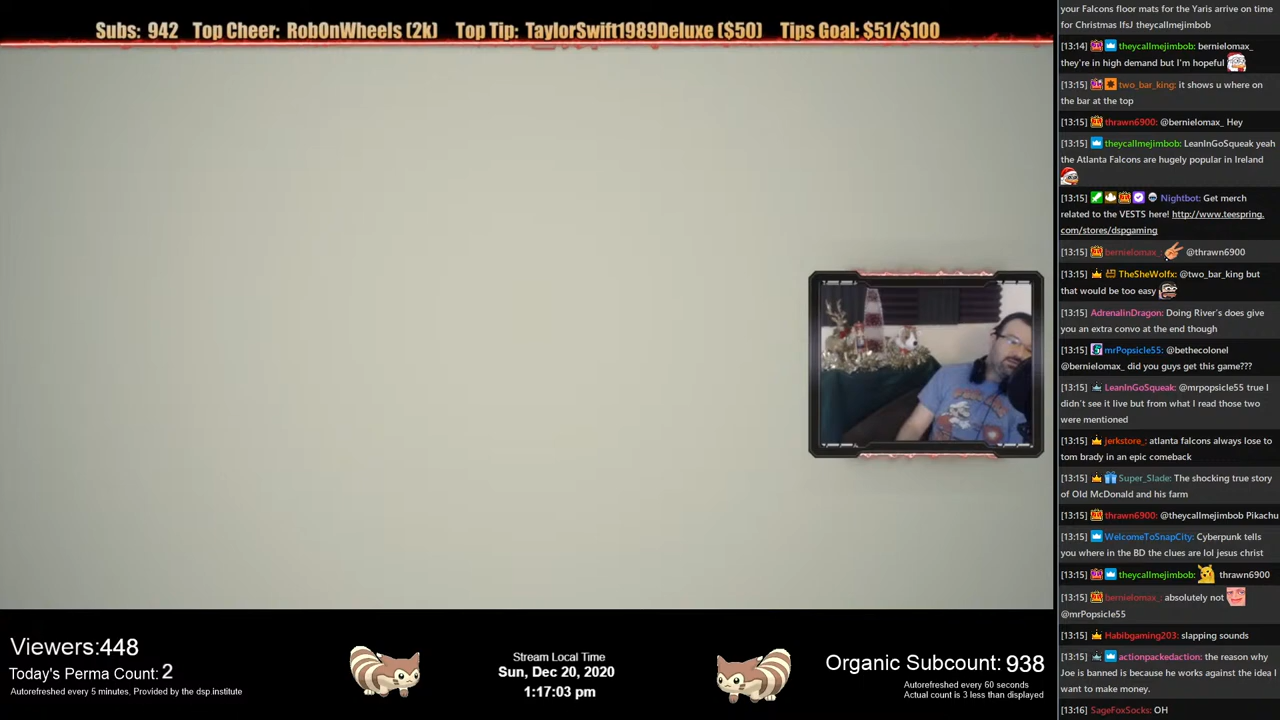 Subs: 942 Top Cheer: RobOnWheels (2k) Top Tip: TaylorSwift1989Deluxe ($50) Tips Goal: $51/$100
your Falcons floor mats for the Yaris arrive on time
for Christmas lfsJ theycallmejimbob
[13:14] theycallmejimbob: bernielomax_
they're in high demand but I'm hopeful
[13:15] two_bar_king: it shows u where on
the bar at the top
[13:15] thrawn6900: @bernielomax_ Hey
[13:15] theycallmejimbob: LeanInGoSqueak yeah
the Atlanta Falcons are hugely popular in Ireland
[13:15] Nightbot: Get merch
related to the VESTS here! http://www.teespring.
com/stores/dspgaming
[13:15] bernielomax_: @thrawn6900
[13:15] TheSheWolfx: @two_bar_king but
that would be too easy
[13:15] AdrenalinDragon: Doing River's does give
you an extra convo at the end though
[13:15] mrPopsicle55: @bethecolonel
@bernielomax_ did you guys get this game???
[13:15] LeanInGoSqueak: @mrpopsicle55 true I
didn't see it live but from what I read those two
were mentioned
[13:15] jerkstore_: atlanta falcons always lose to
tom brady in an epic comeback
[13:15] Super_Slade: The shocking true story
of Old McDonald and his farm
[13:15] thrawn6900: @theycallmejimbob Pikachu
[13:15] WelcomeToSnapCity: Cyberpunk tells
you where in the BD the clues are lol jesus christ
[13:15] theycallmejimbob: thrawn6900
[13:15] bernielomax_: absolutely not
@mrPopsicle55
[13:15] Habibgaming203: slapping sounds
[13:15] actionpackedaction: the reason why
Joe is banned is because he works against the idea I
want to make money.
[13:16] SageFoxSocks: OH
Viewers:448
Today's Perma Count: 2
Autorefreshed every 5 minutes, Provided by the dsp.institute
Stream Local Time
Sun, Dec 20, 2020
1:17:03 pm
Organic Subcount: 938
Autorefreshed every 60 seconds
Actual count is 3 less than displayed